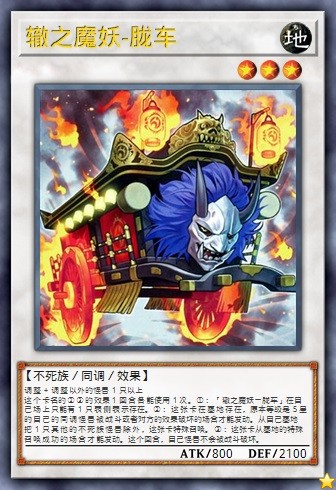 辙之魔妖-胧车
地
【不死族／同调／效果】
调整＋调整以外的怪兽1只以上
这个卡名的②③的效果1回合各能使用1次。①：「辙之魔妖-胧车」在自
己场上只能有1只表侧表示存在。②：这张卡在墓地存在，原本等级是5星
的自己的同调怪兽被战斗或者对方的效果破坏的场合才能发动。从自己墓地
把1只其他的不死族怪兽除外，这张卡特殊召唤。③：这张卡从墓地的特殊
召唤成功的场合才能发动。这个回合，自己怪兽不会被战斗破坏。
ATK/800 DEF/2100